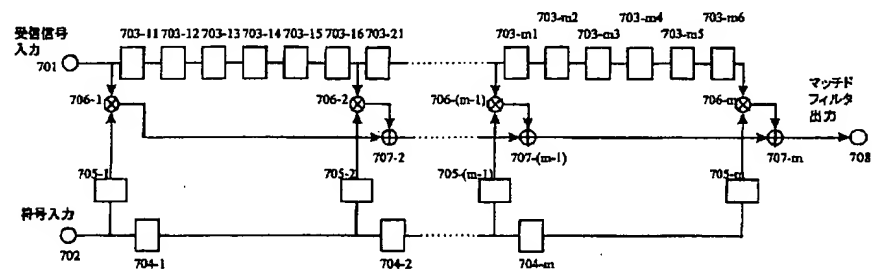 受信信号
入力
701
703-11
703-12
703-13
703-14
703-15
703-16
703-21
703-m1
703-m2
703-m3
703-m4
703-m5
703-m6
706-1
706-2
706-(m-1)
706-m
マッチド
フィルタ
出力
708
707-2
707-(m-1)
707-m
705-1
705-2
705-(m-1)
705-m
符号入力
702
704-1
704-2
704-m